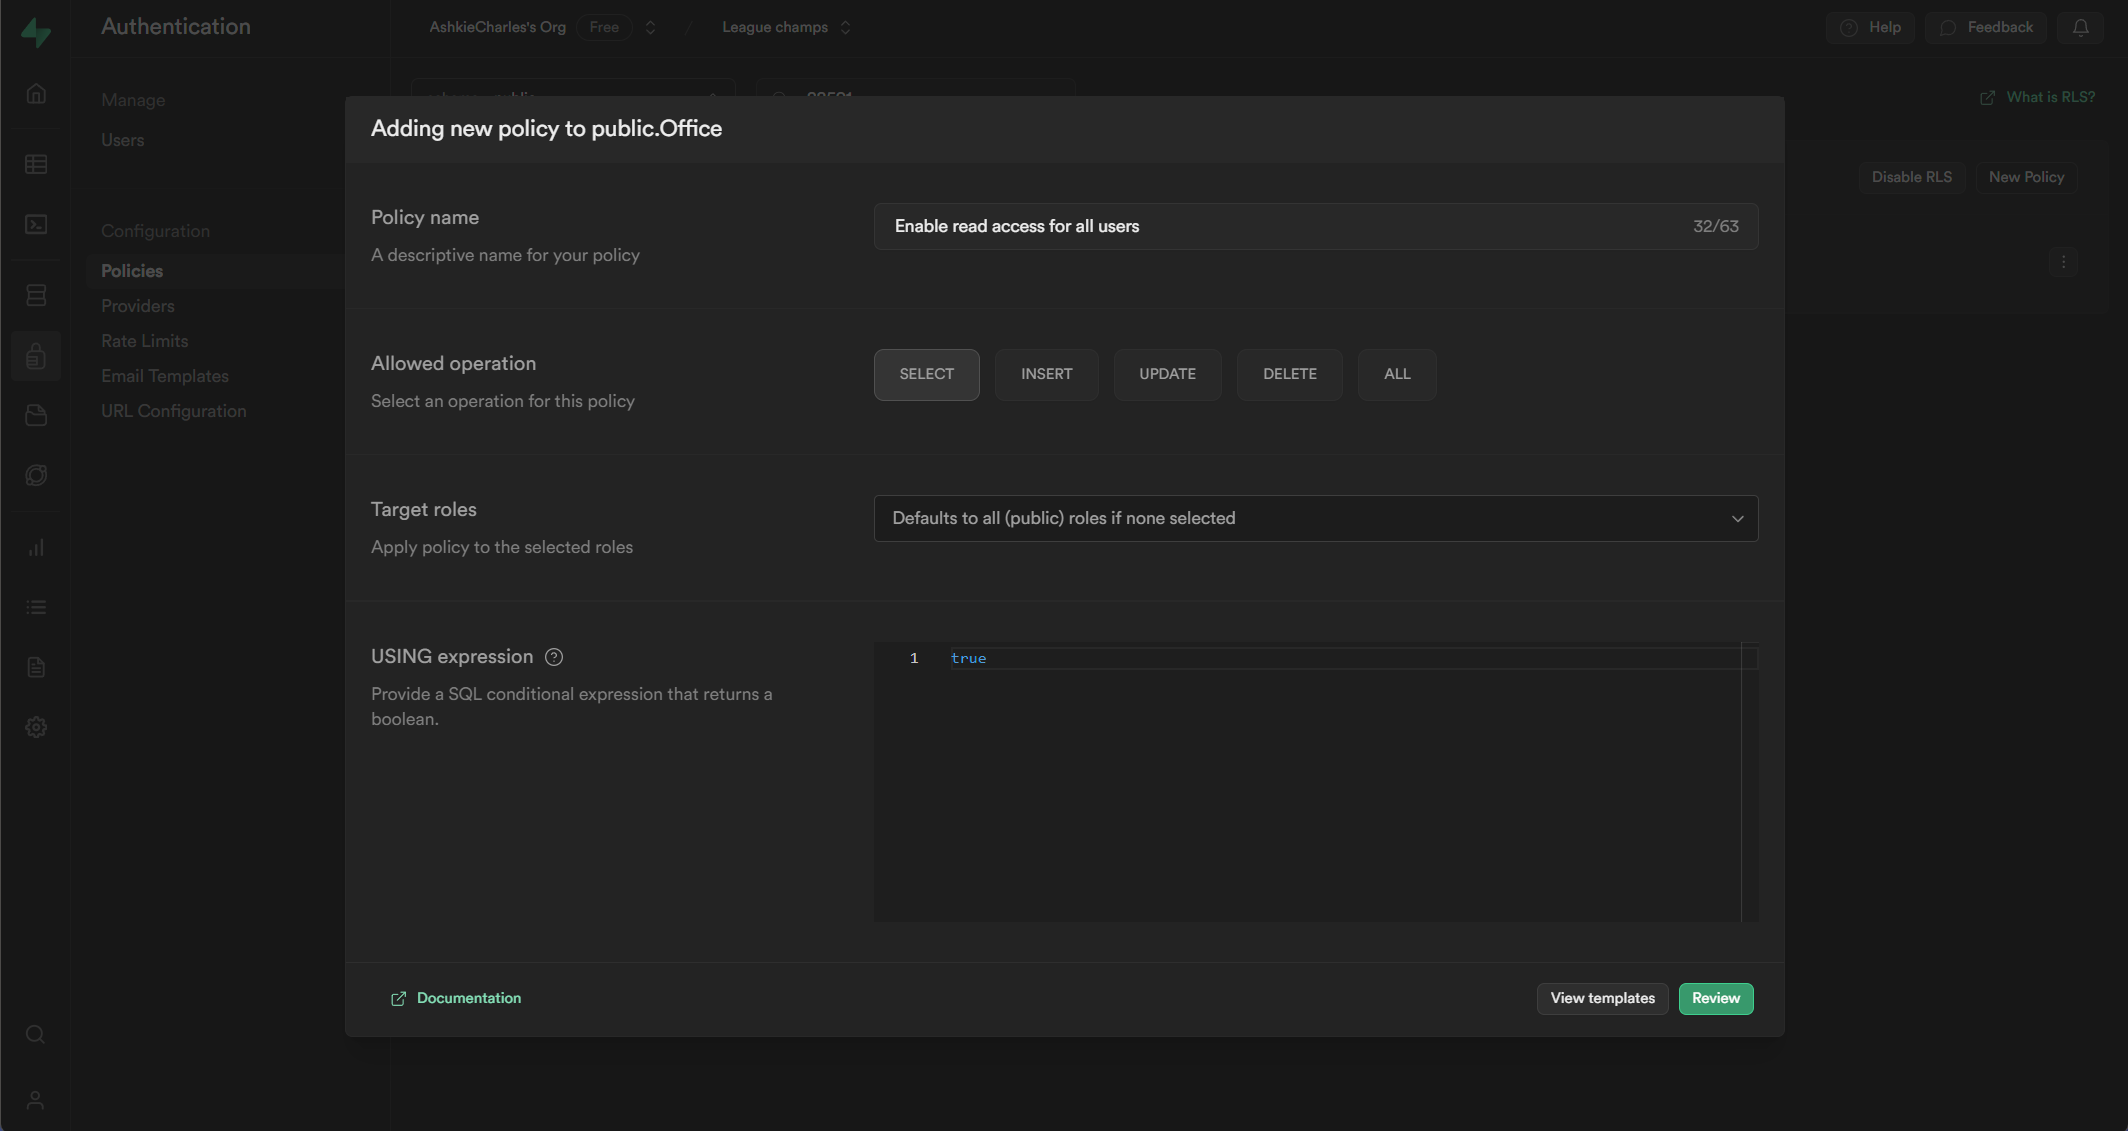 Authentication
AshkieCharles's Org
Free
/
League champs
Help
Feedback
Manage
Users
Configuration
Policies
Providers
Rate Limits
Email Templates
URL Configuration
What is RLS?
Disable RLS
New Policy
Adding new policy to public.Office
Policy name
A descriptive name for your policy
Enable read access for all users
32/63
Allowed operation
Select an operation for this policy
SELECT
INSERT
UPDATE
DELETE
ALL
Target roles
Apply policy to the selected roles
Defaults to all (public) roles if none selected
USING expression
Provide a SQL conditional expression that returns a
boolean.
1 true
Documentation
View templates
Review